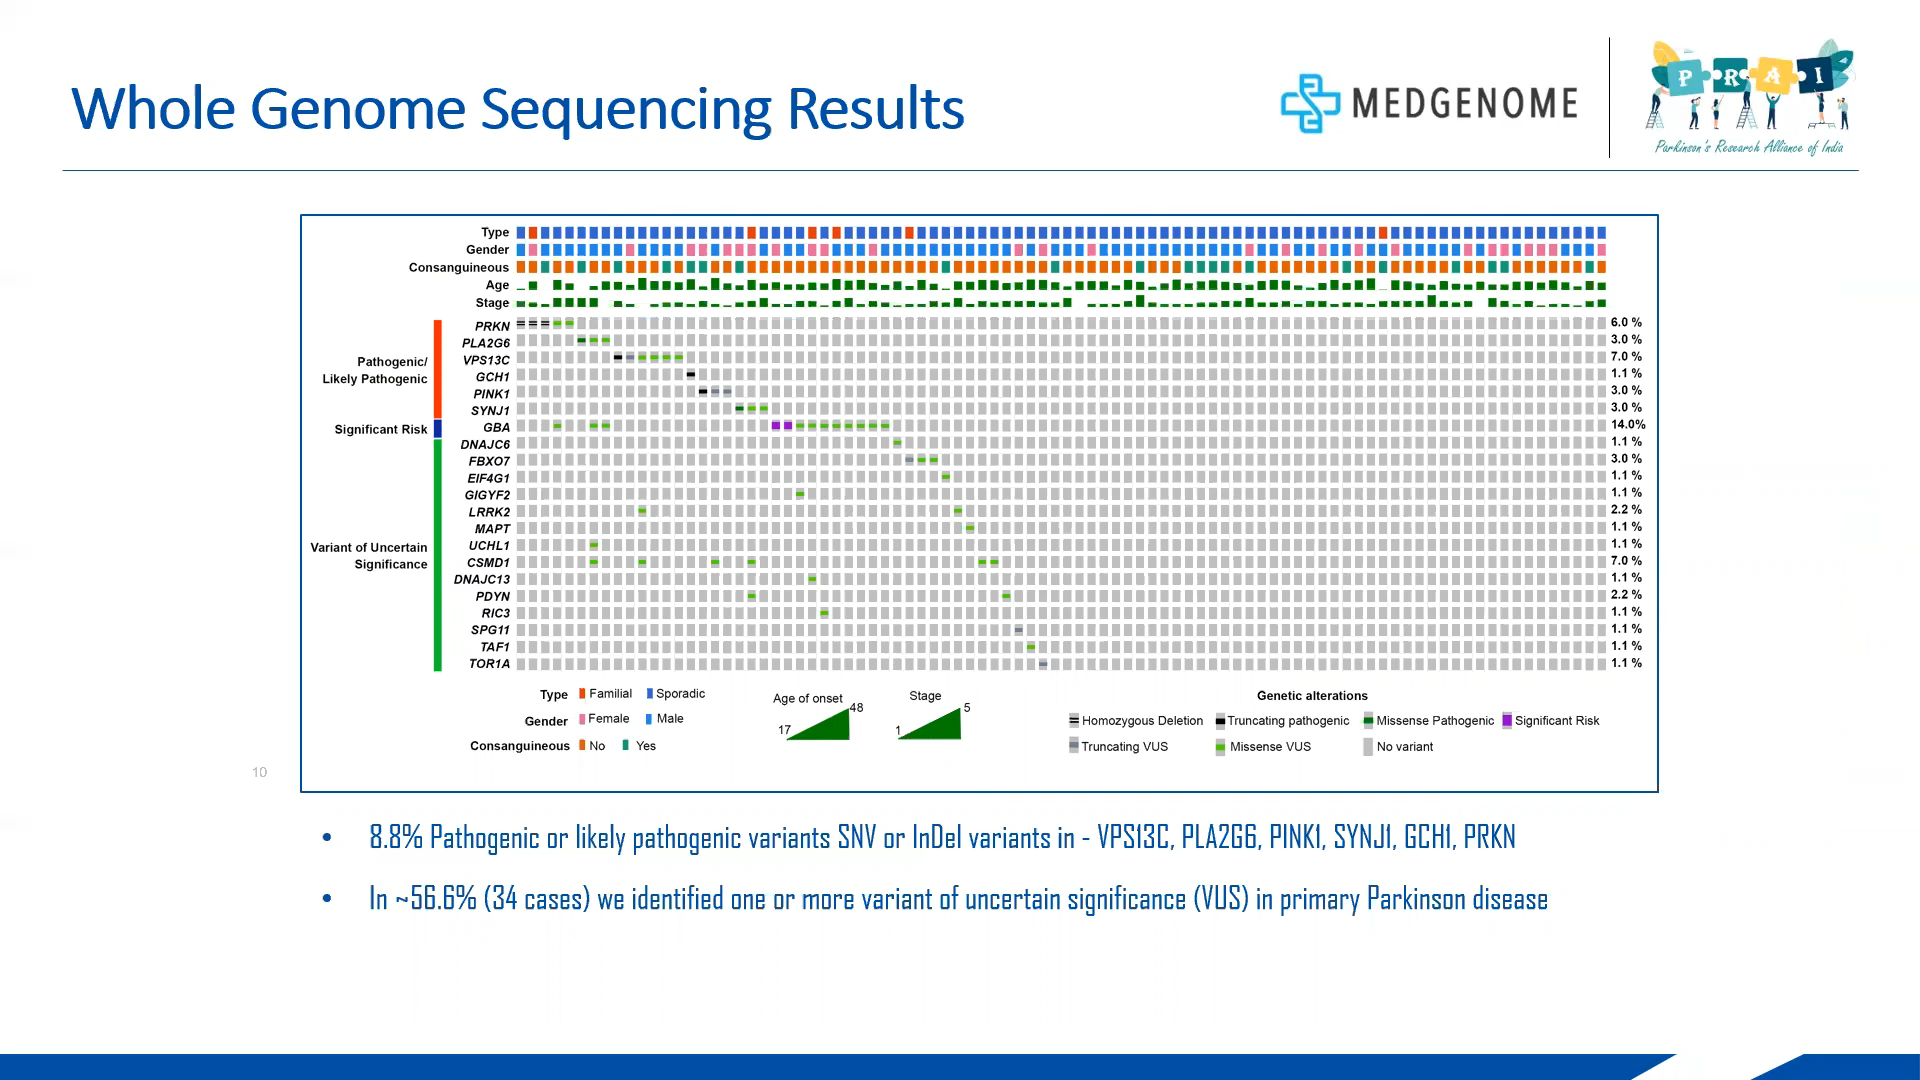 Whole Genome Sequencing Results
MEDGENOME
P R A I
Parkinson's Research Alliance of India
Type
Gender
Consanguineous
Age
Stage
Pathogenic/
Likely Pathogenic
Significant Risk
Variant of Uncertain
Significance
PRKN 6.0 %
PLA2G6 3.0 %
VPS13C 7.0 %
GCH1 1.1 %
PINK1 3.0 %
SYNJ1 3.0 %
GBA 14.0%
DNAJC6 1.1 %
FBXO7 3.0 %
EIF4G1 1.1 %
GIGYF2 1.1 %
LRRK2 2.2 %
MAPT 1.1 %
UCHL1 1.1 %
CSMD1 7.0 %
DNAJC13 1.1 %
PDYN 2.2 %
RIC3 1.1 %
SPG11 1.1 %
TAF1 1.1 %
TOR1A 1.1 %
Type Familial Sporadic
Gender Female Male
Consanguineous No Yes
Age of onset
17 48
Stage
1 5
Genetic alterations
Homozygous Deletion Truncating pathogenic Missense Pathogenic Significant Risk
Truncating VUS Missense VUS No variant
10
• 8.8% Pathogenic or likely pathogenic variants SNV or InDel variants in - VPS13C, PLA2G6, PINK1, SYNJ1, GCH1, PRKN
• In ~56.6% (34 cases) we identified one or more variant of uncertain significance (VUS) in primary Parkinson disease